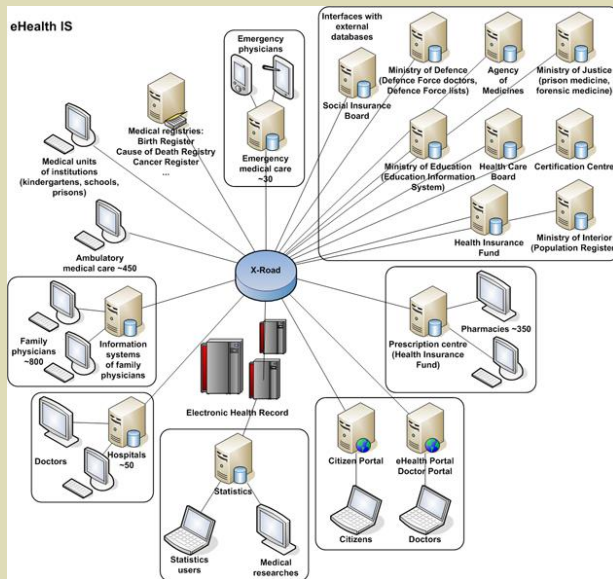 eHealth IS
Emergency
physicians
Emergency
medical care
~30
Interfaces with
external
databases
Social Insurance
Board
Ministry of Defence
(Defence Force doctors,
Defence Force lists)
Agency
of
Medicines
Ministry of Justice
(prison medicine,
forensic medicine)
Ministry of Education
(Education Information
System)
Health Care
Board
Certification Centre
Health Insurance
Fund
Ministry of Interior
(Population Register)
Medical registries:
Birth Register
Cause of Death Registry
Cancer Register
...
Medical units
of institutions
(kindergartens, schools,
prisons)
Ambulatory
medical care ~450
X-Road
Family
physicians
~800
Information
systems
of family
physicians
Prescription centre
(Health Insurance
Fund)
Pharmacies ~350
Electronic Health Record
Doctors
Hospitals
~50
Statistics
Statistics
users
Medical
researches
Citizen Portal
eHealth Portal
Doctor Portal
Citizens
Doctors